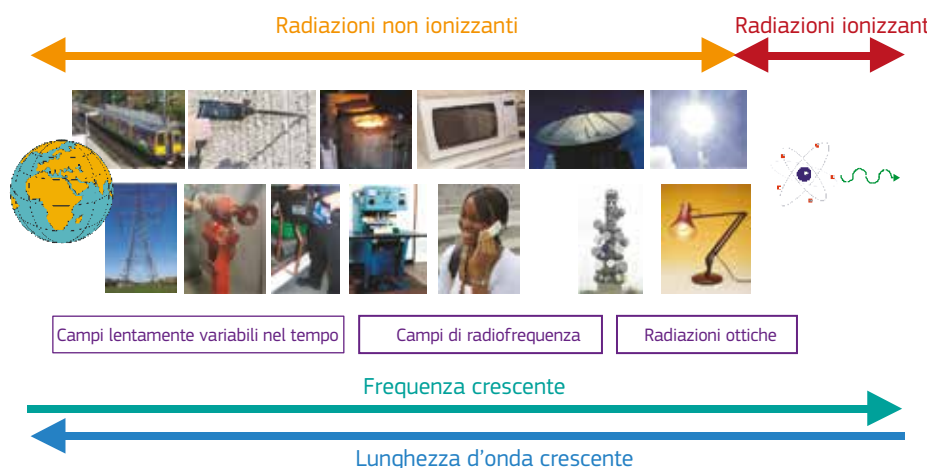 Radiazioni non ionizzanti
Radiazioni ionizzant
Campi lentamente variabili nel tempo
Campi di radiofrequenza
Radiazioni ottiche
Frequenza crescente
Lunghezza d'onda crescente